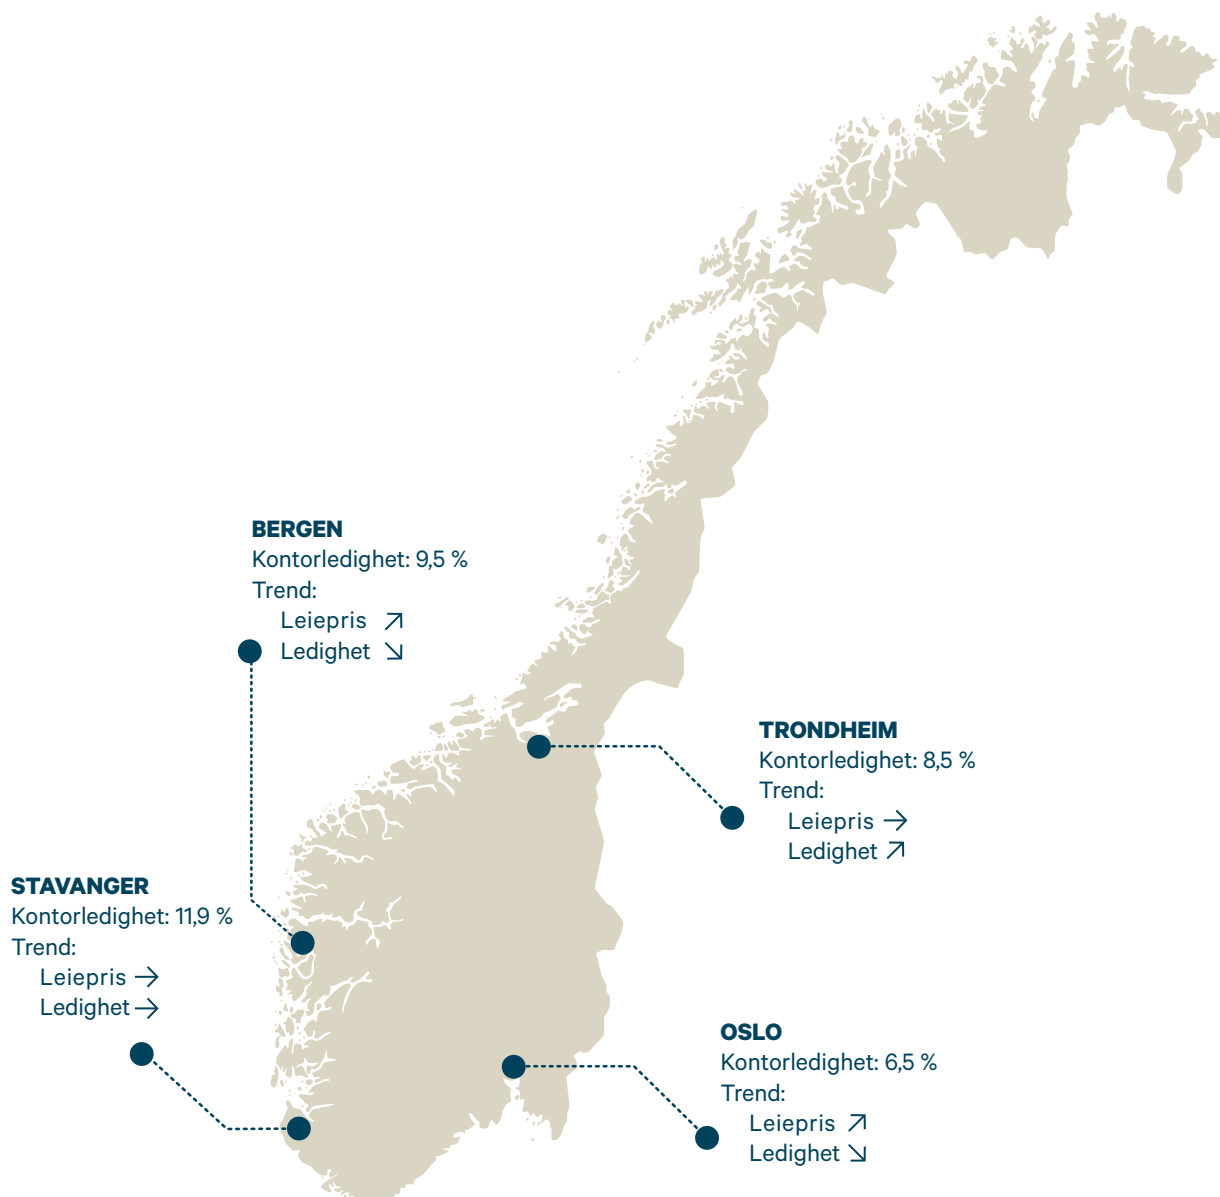 BERGEN
Kontorledighet: 9,5 %
Trend:
Leiepris ↗
Ledighet ↘
TRONDHEIM
Kontorledighet: 8,5 %
Trend:
Leiepris →
Ledighet ↗
STAVANGER
Kontorledighet: 11,9 %
Trend:
Leiepris →
Ledighet →
OSLO
Kontorledighet: 6,5 %
Trend:
Leiepris ↗
Ledighet ↘